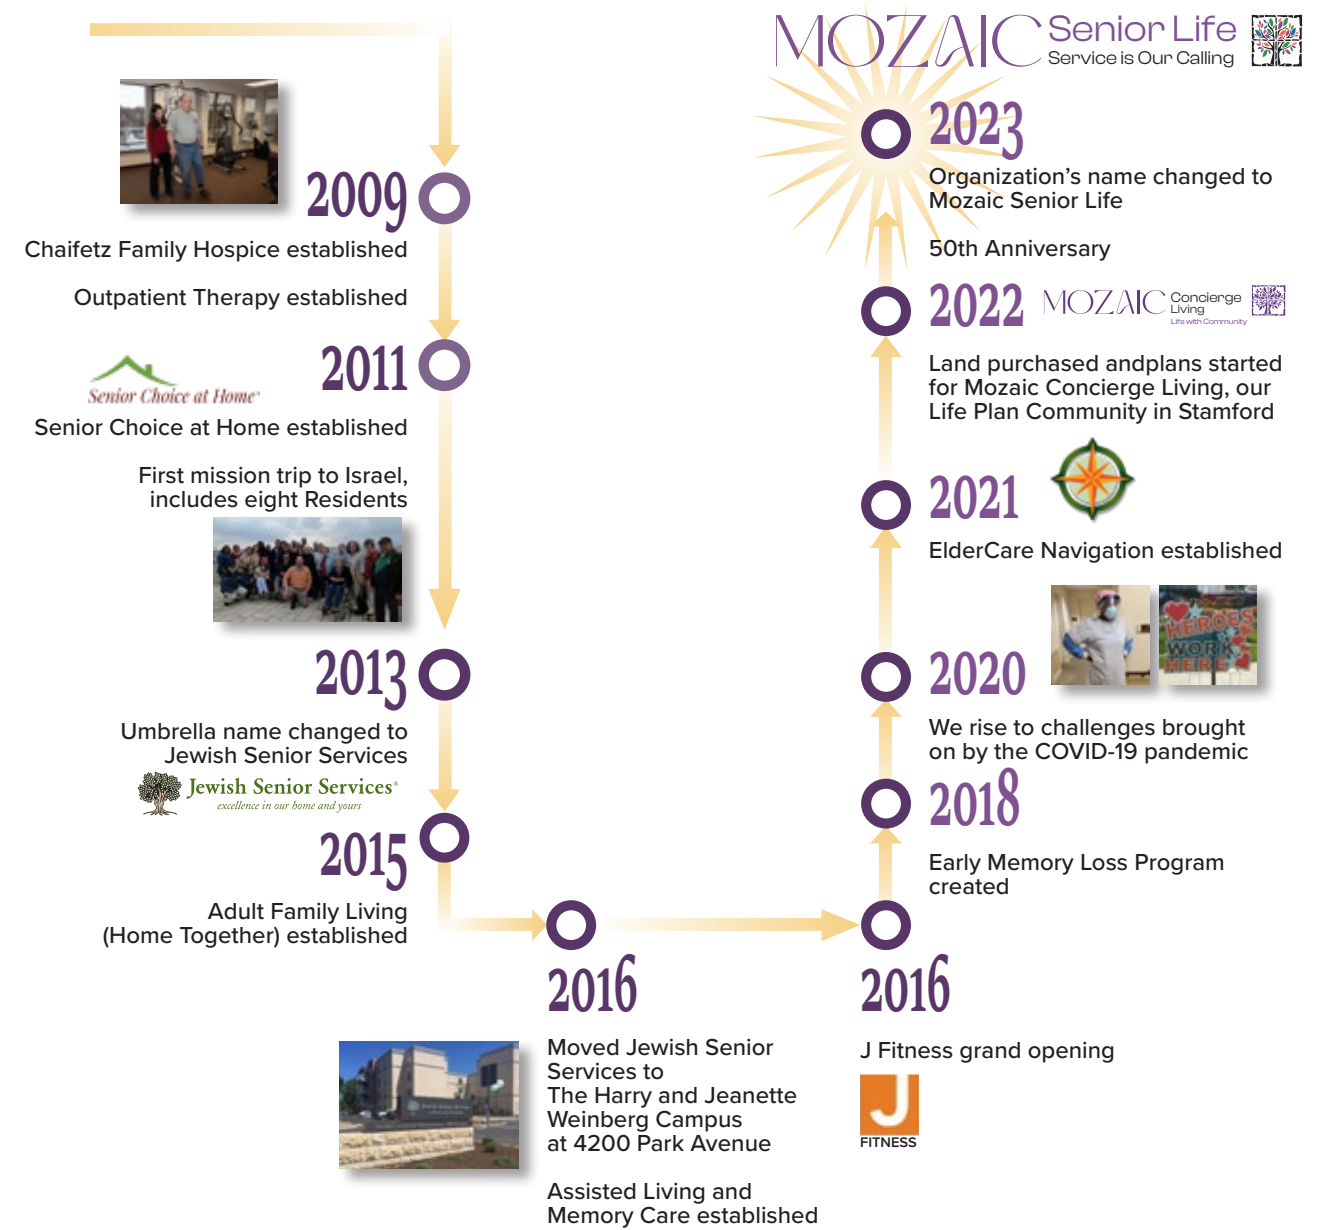 MOZAIC Senior Life
Service is Our Calling
2009
Chaifetz Family Hospice established
Outpatient Therapy established
2011
Senior Choice at Home
Senior Choice at Home established
First mission trip to Israel,
includes eight Residents
2013
Umbrella name changed to
Jewish Senior Services
Jewish Senior Services®
excellence in our home and yours
2015
Adult Family Living
(Home Together) established
2016
Moved Jewish Senior
Services to
The Harry and Jeanette
Weinberg Campus
at 4200 Park Avenue
Assisted Living and
Memory Care established
2016
J Fitness grand opening
J
FITNESS
2018
Early Memory Loss Program
created
2020
HEROES
WORK
HERE
We rise to challenges brought
on by the COVID-19 pandemic
2021
ElderCare Navigation established
2022
MOZAIC Concierge
Living
Life with Community
Land purchased andplans started
for Mozaic Concierge Living, our
Life Plan Community in Stamford
2023
Organization's name changed to
Mozaic Senior Life
50th Anniversary